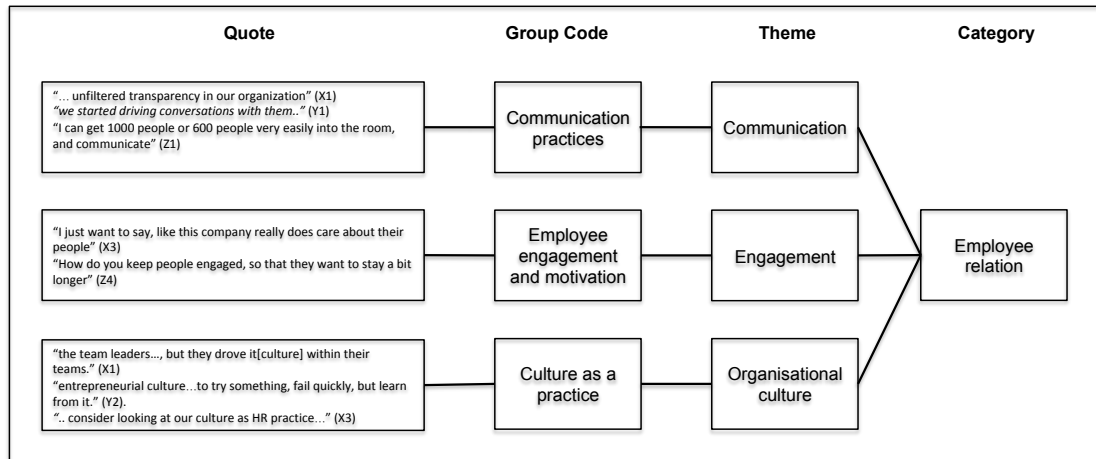 Quote Group Code Theme Category
“... unfiltered transparency in our organization” (X1)
“we started driving conversations with them..” (Y1)
“I can get 1000 people or 600 people very easily into the room,
and communicate” (Z1)
Communication
practices
Communication
“I just want to say, like this company really does care about their
people” (X3)
“How do you keep people engaged, so that they want to stay a bit
longer” (Z4)
Employee
engagement
and motivation
Engagement
Employee
relation
“the team leaders…, but they drove it[culture] within their
teams.” (X1)
“entrepreneurial culture…to try something, fail quickly, but learn
from it.” (Y2).
“.. consider looking at our culture as HR practice…” (X3)
Culture as a
practice
Organisational
culture